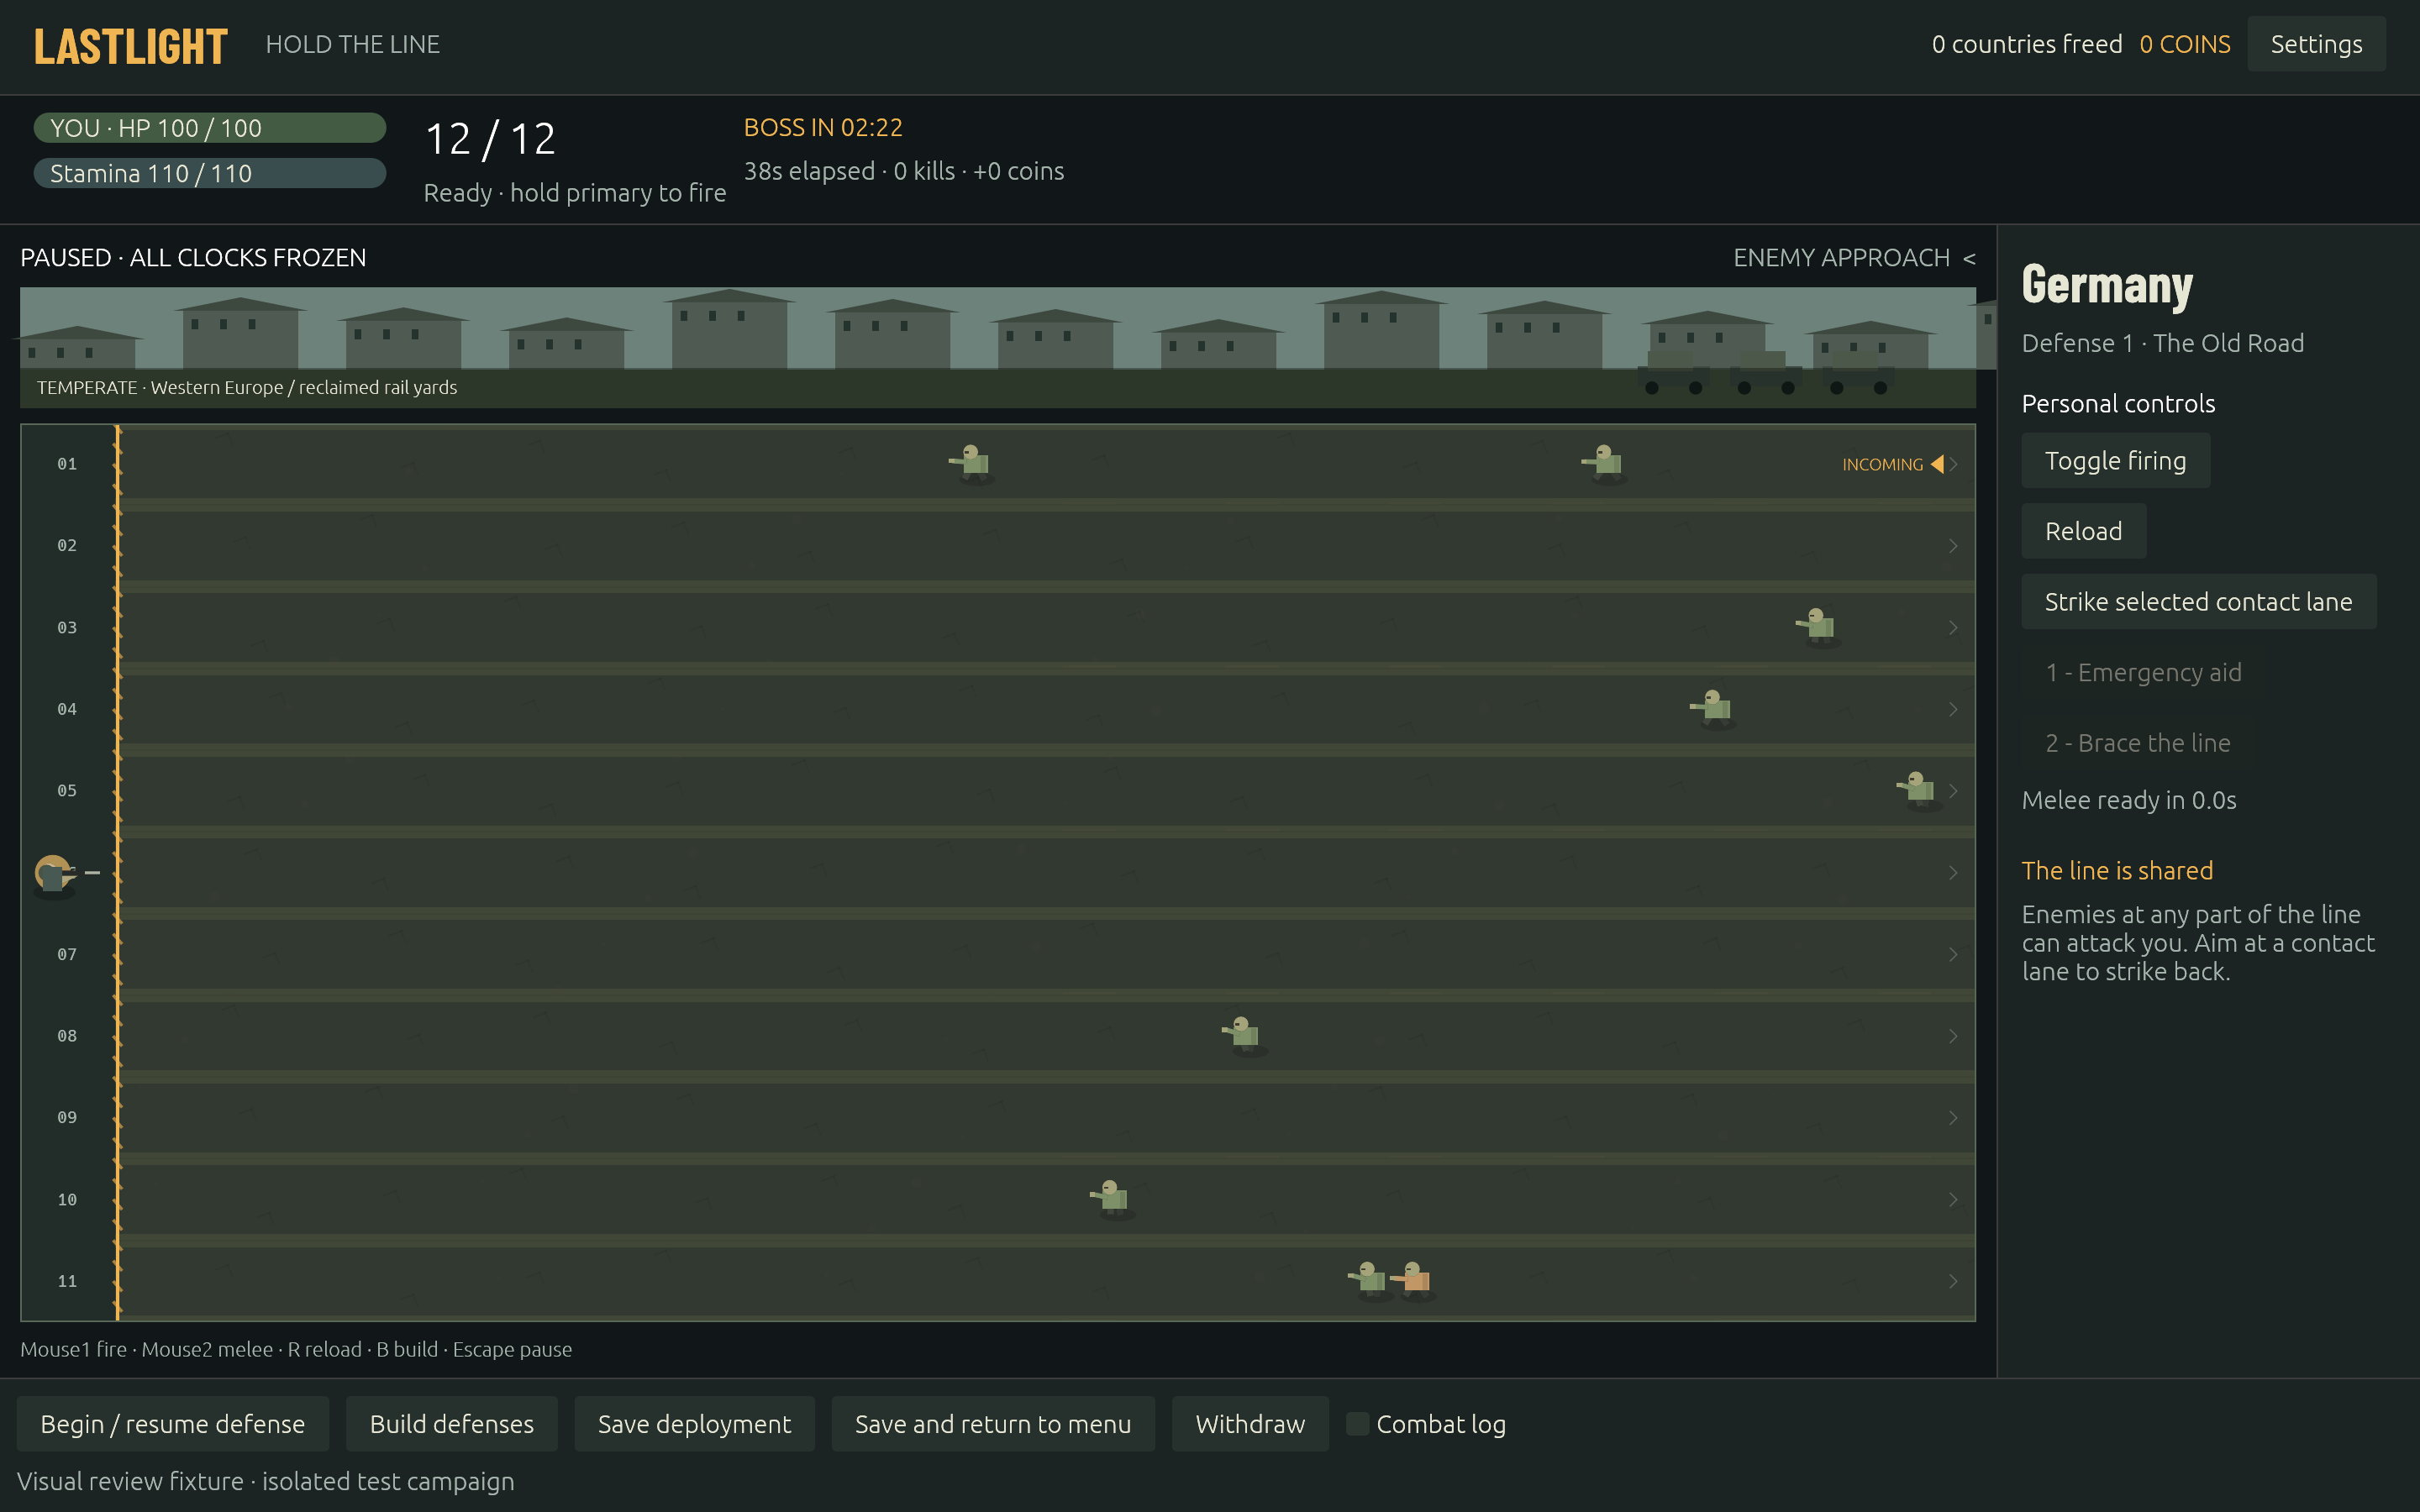 LASTLIGHT HOLD THE LINE 0 countries freed 0 COINS Settings
YOU · HP 100 / 100
Stamina 110 / 110
12 / 12
Ready · hold primary to fire
BOSS IN 02:22
38s elapsed · 0 kills · +0 coins
PAUSED · ALL CLOCKS FROZEN ENEMY APPROACH <
TEMPERATE · Western Europe / reclaimed rail yards
01 INCOMING
02
03
04
05
07
08
09
10
11
Mouse1 fire · Mouse2 melee · R reload · B build · Escape pause
Germany
Defense 1 · The Old Road
Personal controls
Toggle firing
Reload
Strike selected contact lane
1 - Emergency aid
2 - Brace the line
Melee ready in 0.0s
The line is shared
Enemies at any part of the line
can attack you. Aim at a contact
lane to strike back.
Begin / resume defense Build defenses Save deployment Save and return to menu Withdraw Combat log
Visual review fixture · isolated test campaign